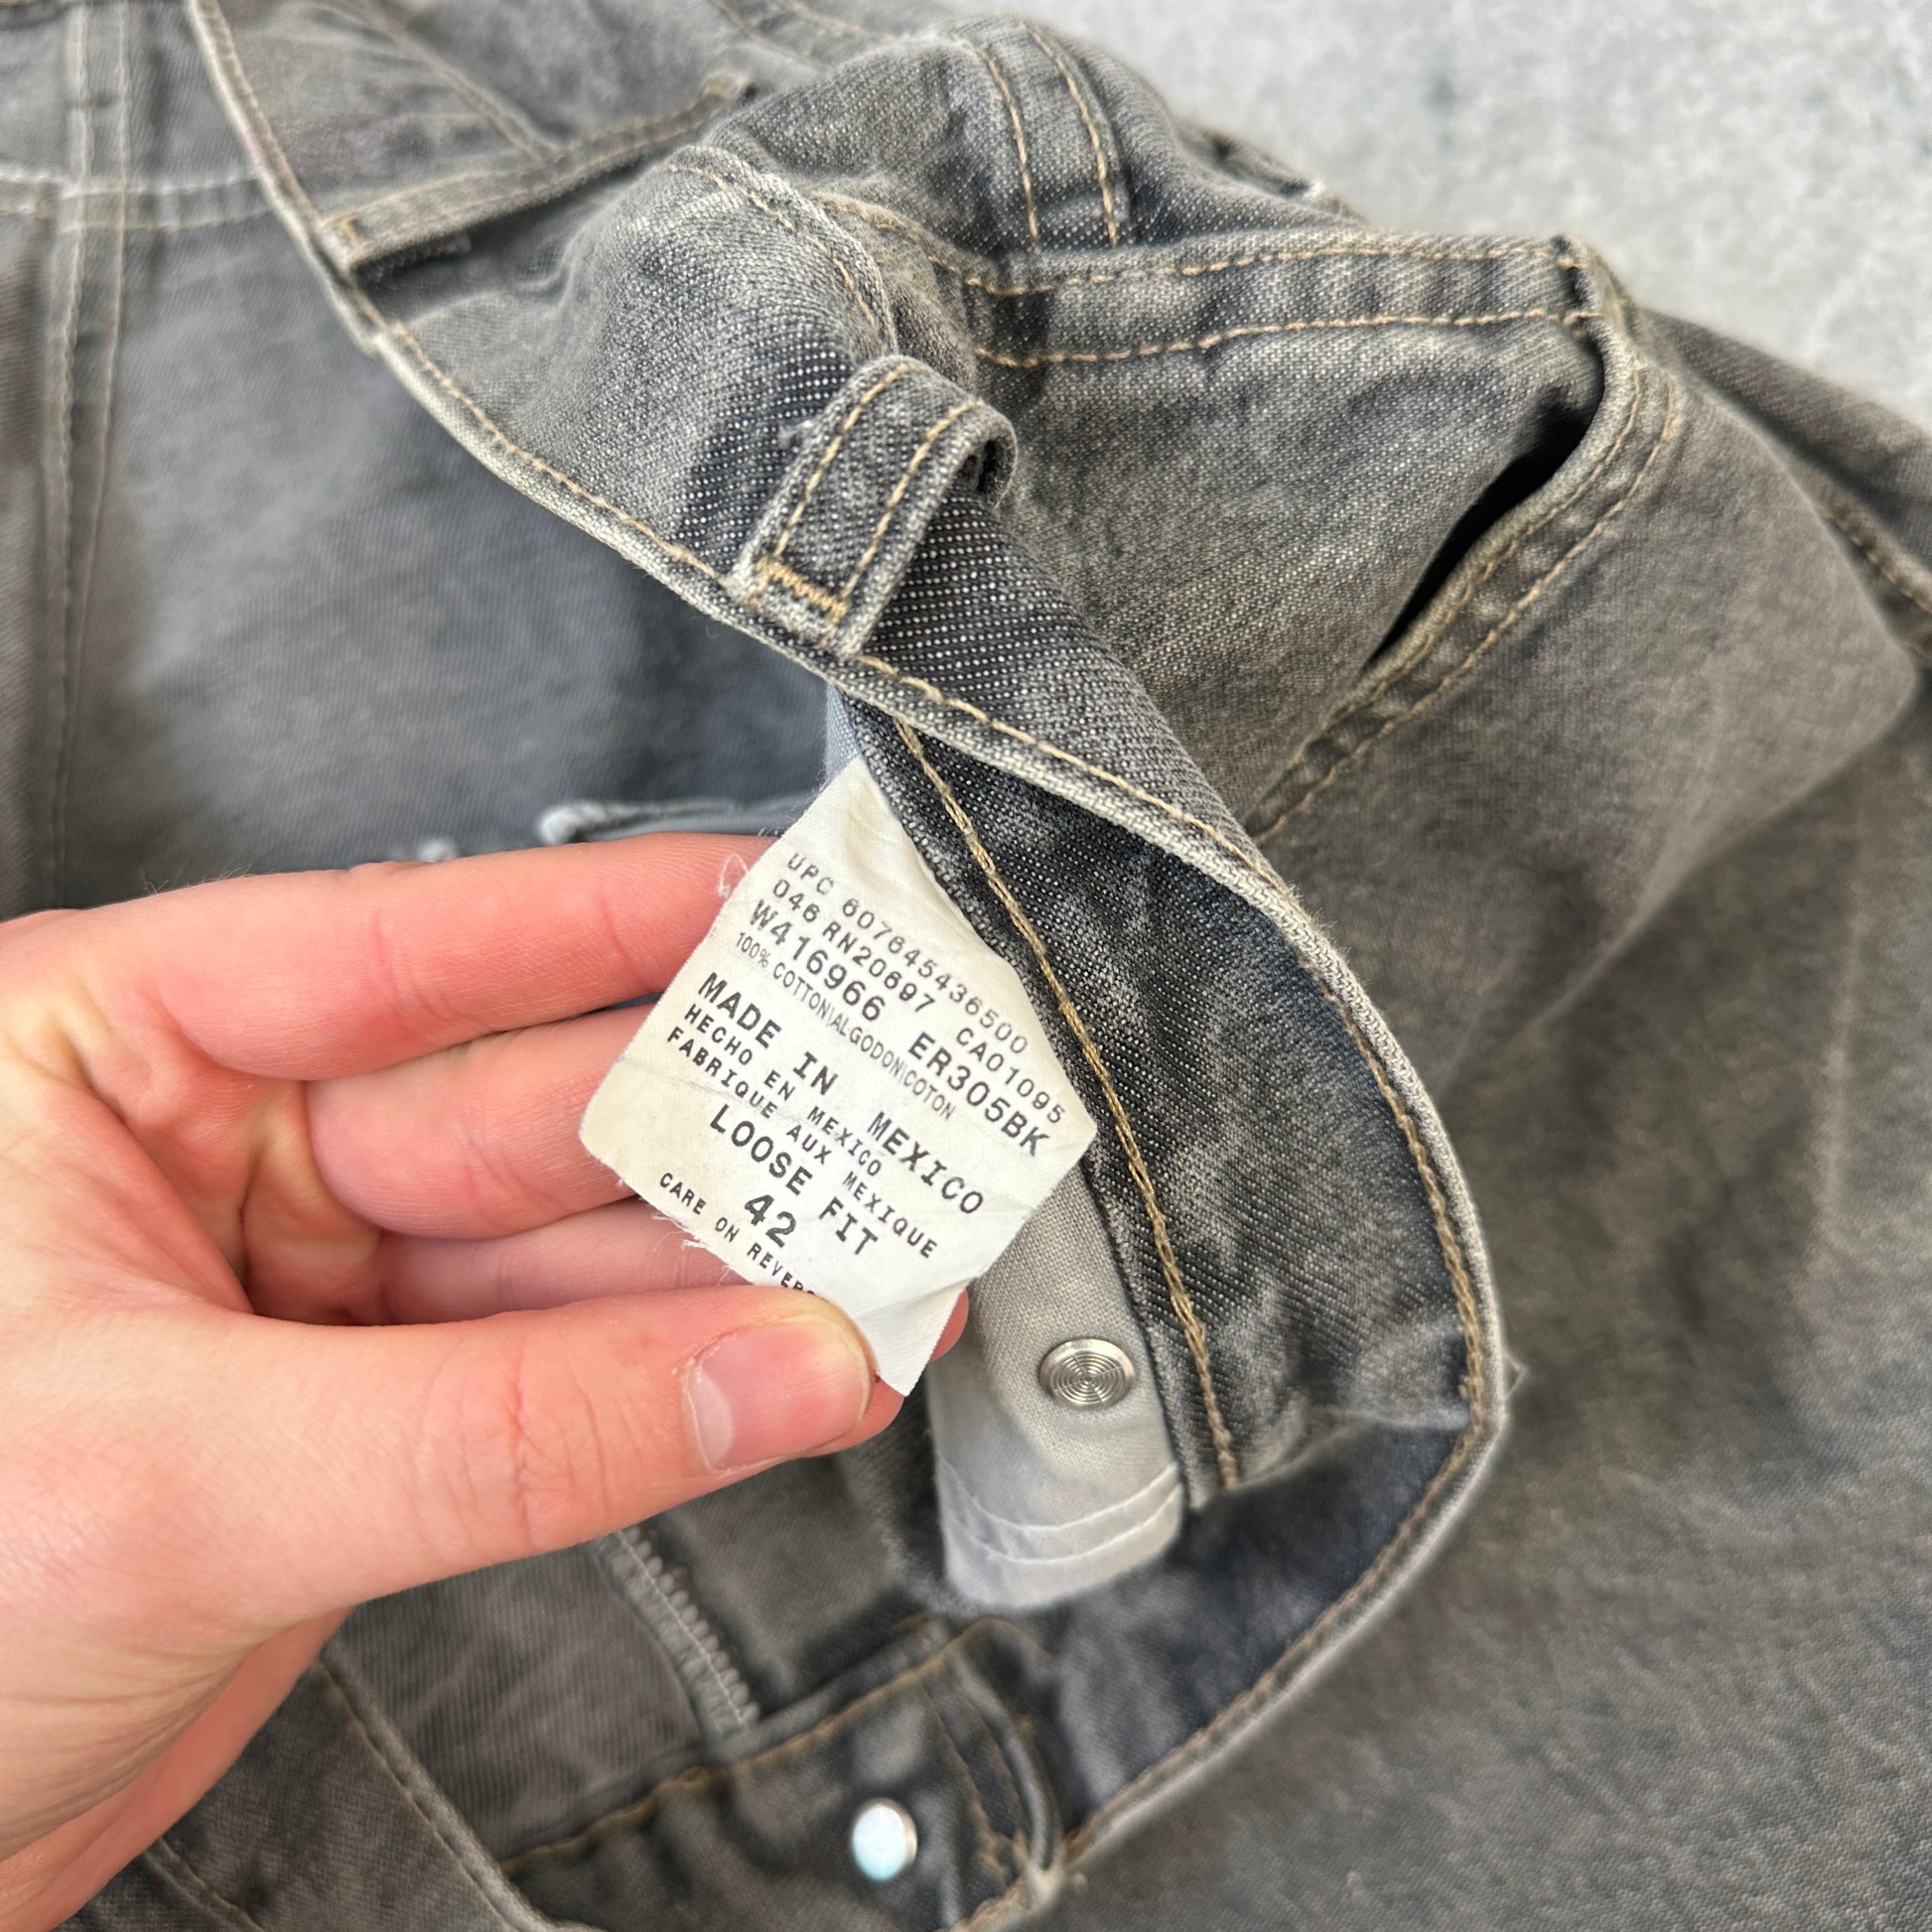 UPC 607645436500
046 RN20697 CA01095
W416966 ER305BK
100% COTTON\ALGODON\COTON
MADE IN MEXICO
HECHO EN MEXICO
FABRIQUE AUX MEXIQUE
LOOSE FIT
42
CARE ON